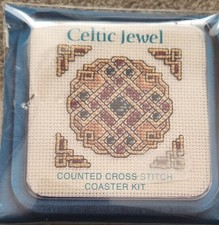 Celtic Jewel
COUNTED CROSS STITCH
COASTER KIT